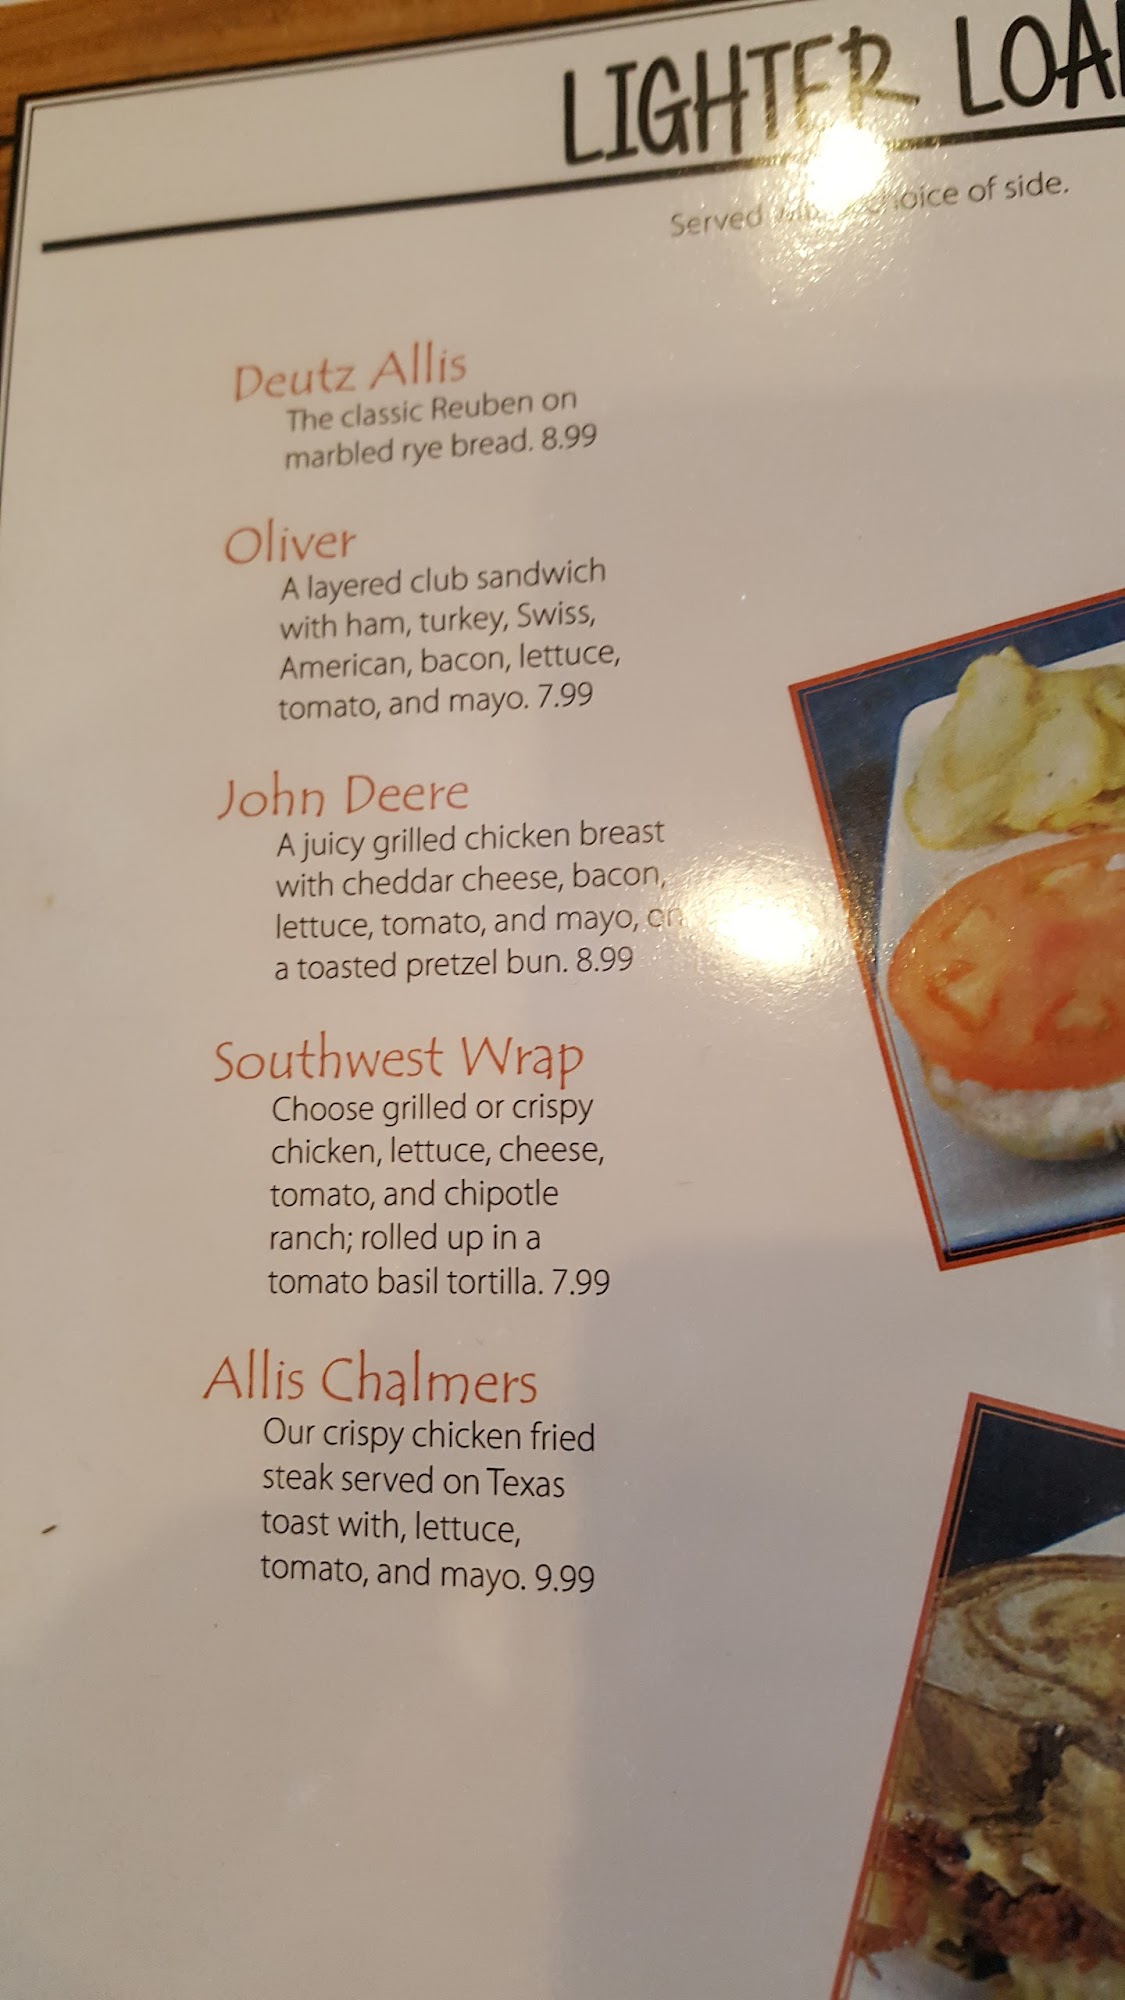 LIGHTER LOA
Served choice of side.
Deutz Allis
The classic Reuben on
marbled rye bread. 8.99
Oliver
A layered club sandwich
with ham, turkey, Swiss,
American, bacon, lettuce,
tomato, and mayo. 7.99
John Deere
A juicy grilled chicken breast
with cheddar cheese, bacon,
lettuce, tomato, and mayo, on
a toasted pretzel bun. 8.99
Southwest Wrap
Choose grilled or crispy
chicken, lettuce, cheese,
tomato, and chipotle
ranch; rolled up in a
tomato basil tortilla. 7.99
Allis Chalmers
Our crispy chicken fried
steak served on Texas
toast with, lettuce,
tomato, and mayo. 9.99